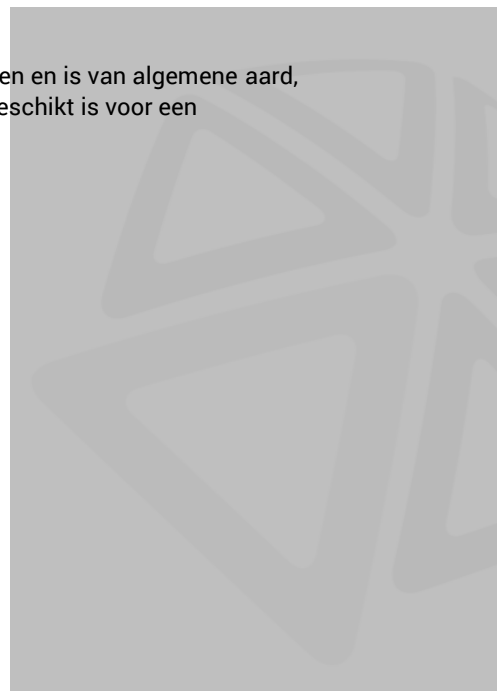 en en is van algemene aard,
eschikt is voor een